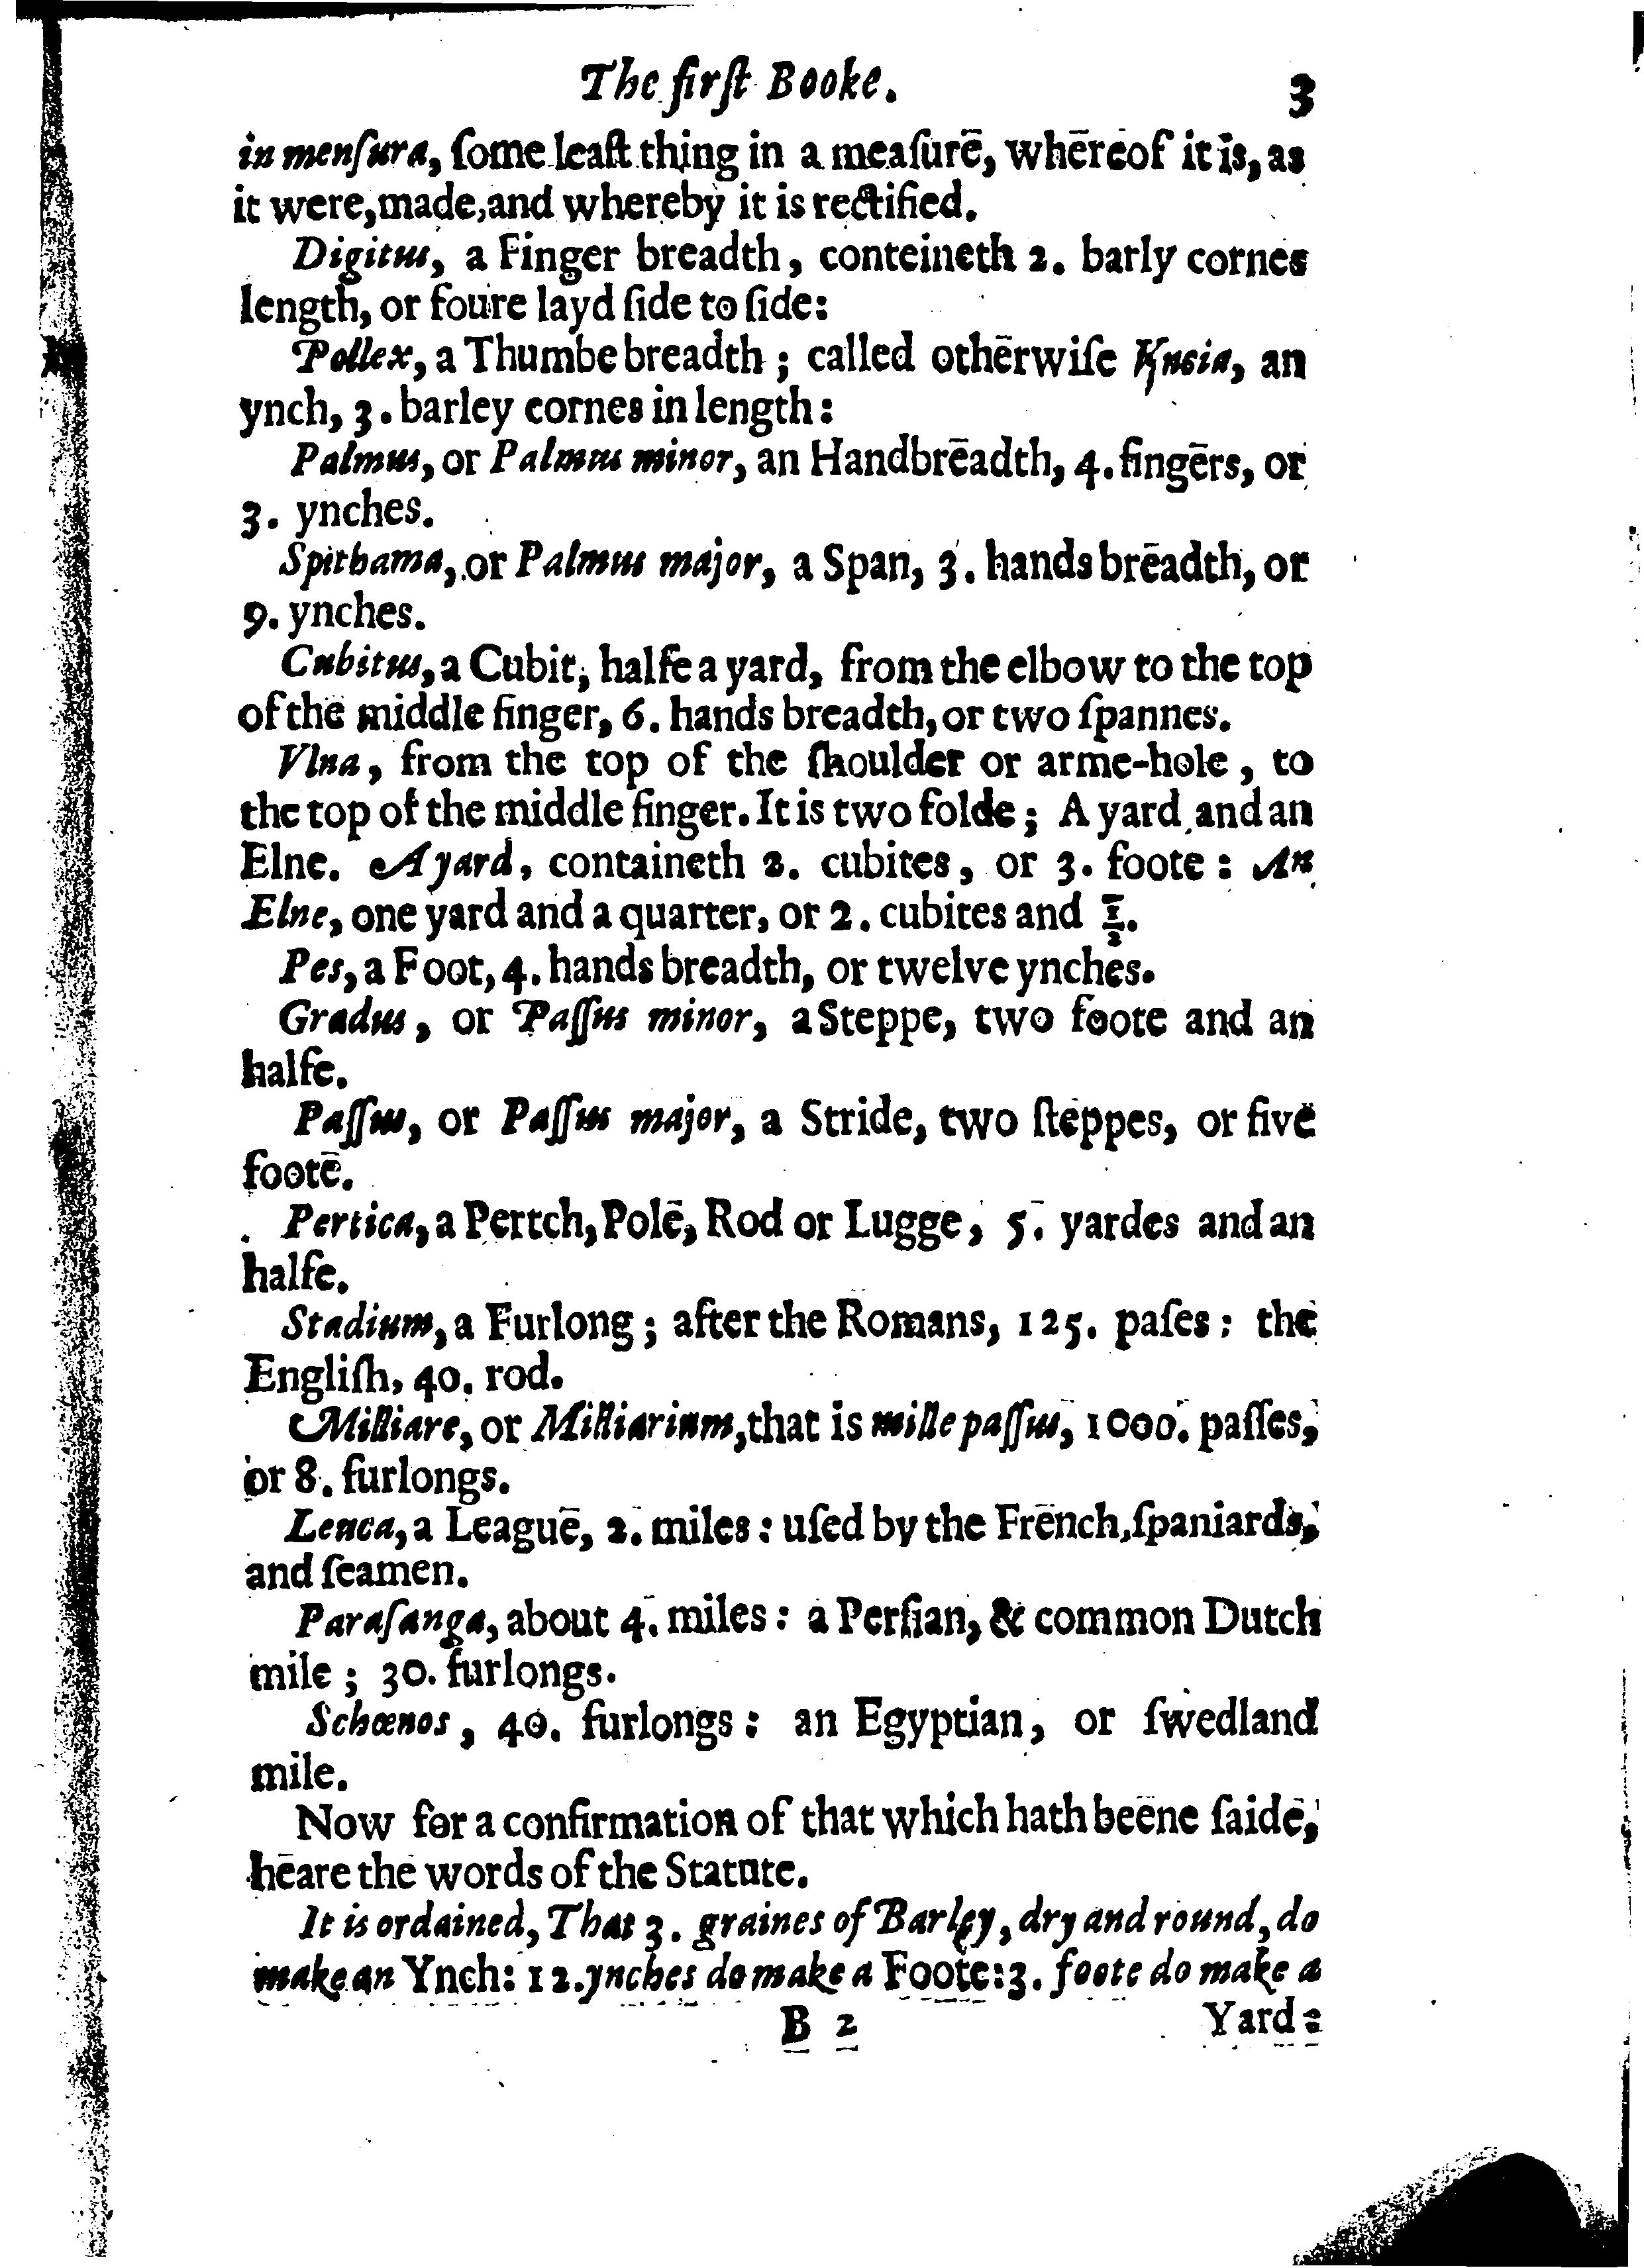 The firſt Booke. 3
in menſura, ſome leaſt thing in a meaſure, whereof it is, as
it were, made, and whereby it is rectified.
Digitus, a Finger breadth, conteineth 2. barly cornes
length, or foure layd ſide to ſide:
Pollex, a Thumbe breadth; called otherwiſe an
ynch, 3. barley cornes in length:
Palmus, or Palmus minor, an Handbreadth, 4. fingers, or
3. ynches.
Spithama, or Palmus major, a Span, 3. hands breadth, or
9. ynches.
Cubitus, a Cubit, halfe a yard, from the elbow to the top
of the middle finger, 6. hands breadth, or two ſpannes.
Vlna, from the top of the ſhoulder or arme-hole, to
the top of the middle finger. It is two folde; A yard and an
Elne. A yard, containeth 2. cubites, or 3. foote: An
Elne, one yard and a quarter, or 2. cubites and 1/2.
Pes, a Foot, 4. hands breadth, or twelve ynches.
Gradus, or Paſſus minor, a Steppe, two foote and an
halfe.
Paſſus, or Paſſus major, a Stride, two ſteppes, or five
foote.
Pertica, a Pertch, Pole, Rod or Lugge, 5. yardes and an
halfe.
Stadium, a Furlong; after the Romans, 125. paſes: the
Engliſh, 40. rod.
Milliare, or Milliarium, that is mille paſſus, 1000. paſſes,
or 8. furlongs.
Leuca, a League, 2. miles: uſed by the French, ſpaniards,
and ſeamen.
Paraſanga, about 4. miles: a Perſian, & common Dutch
mile; 30. furlongs.
Schœnos, 40. furlongs: an Egyptian, or ſwedland
mile.
Now for a confirmation of that which hath beene ſaide,
heare the words of the Statute.
It is ordained, That 3. graines of Barley, dry and round, do
make an Ynch: 12. ynches do make a Foote: 3. foote do make a
B 2 Yard: